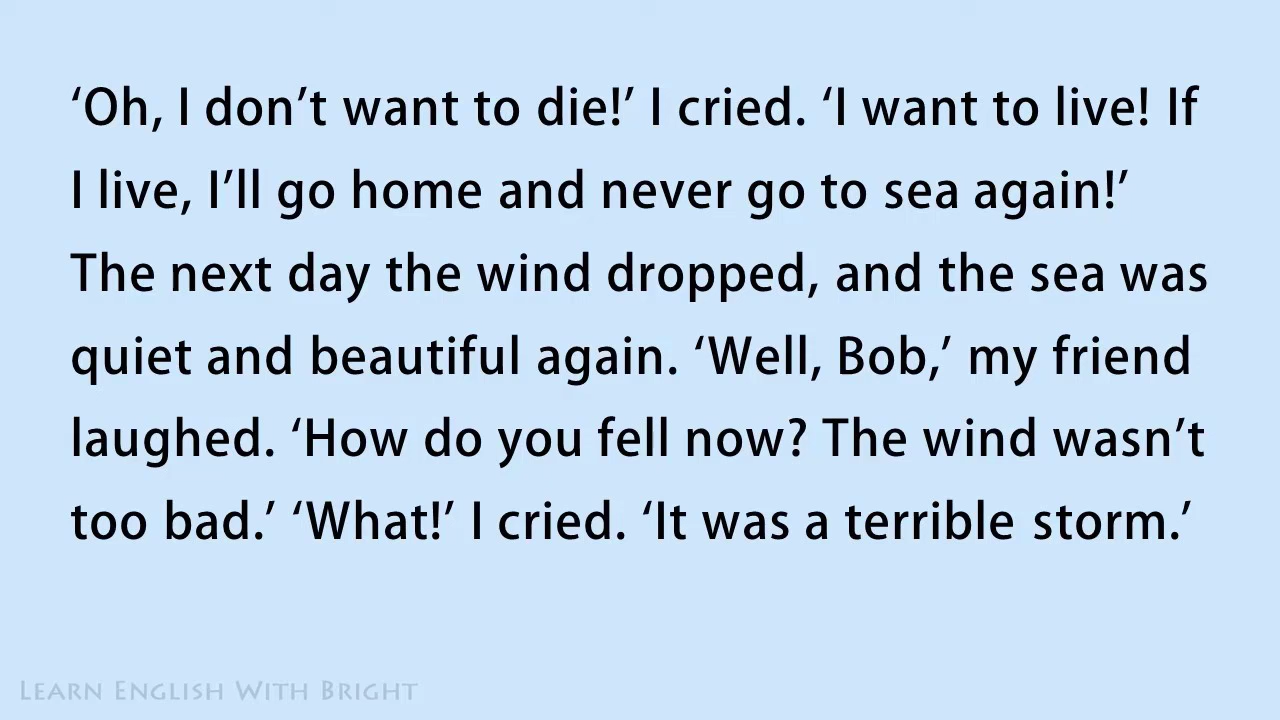 ‘Oh, I don’t want to die!’ I cried. ‘I want to live! If
I live, I’ll go home and never go to sea again!’
The next day the wind dropped, and the sea was
quiet and beautiful again. ‘Well, Bob,’ my friend
laughed. ‘How do you fell now? The wind wasn’t
too bad.’ ‘What!’ I cried. ‘It was a terrible storm.’
Learn English With Bright